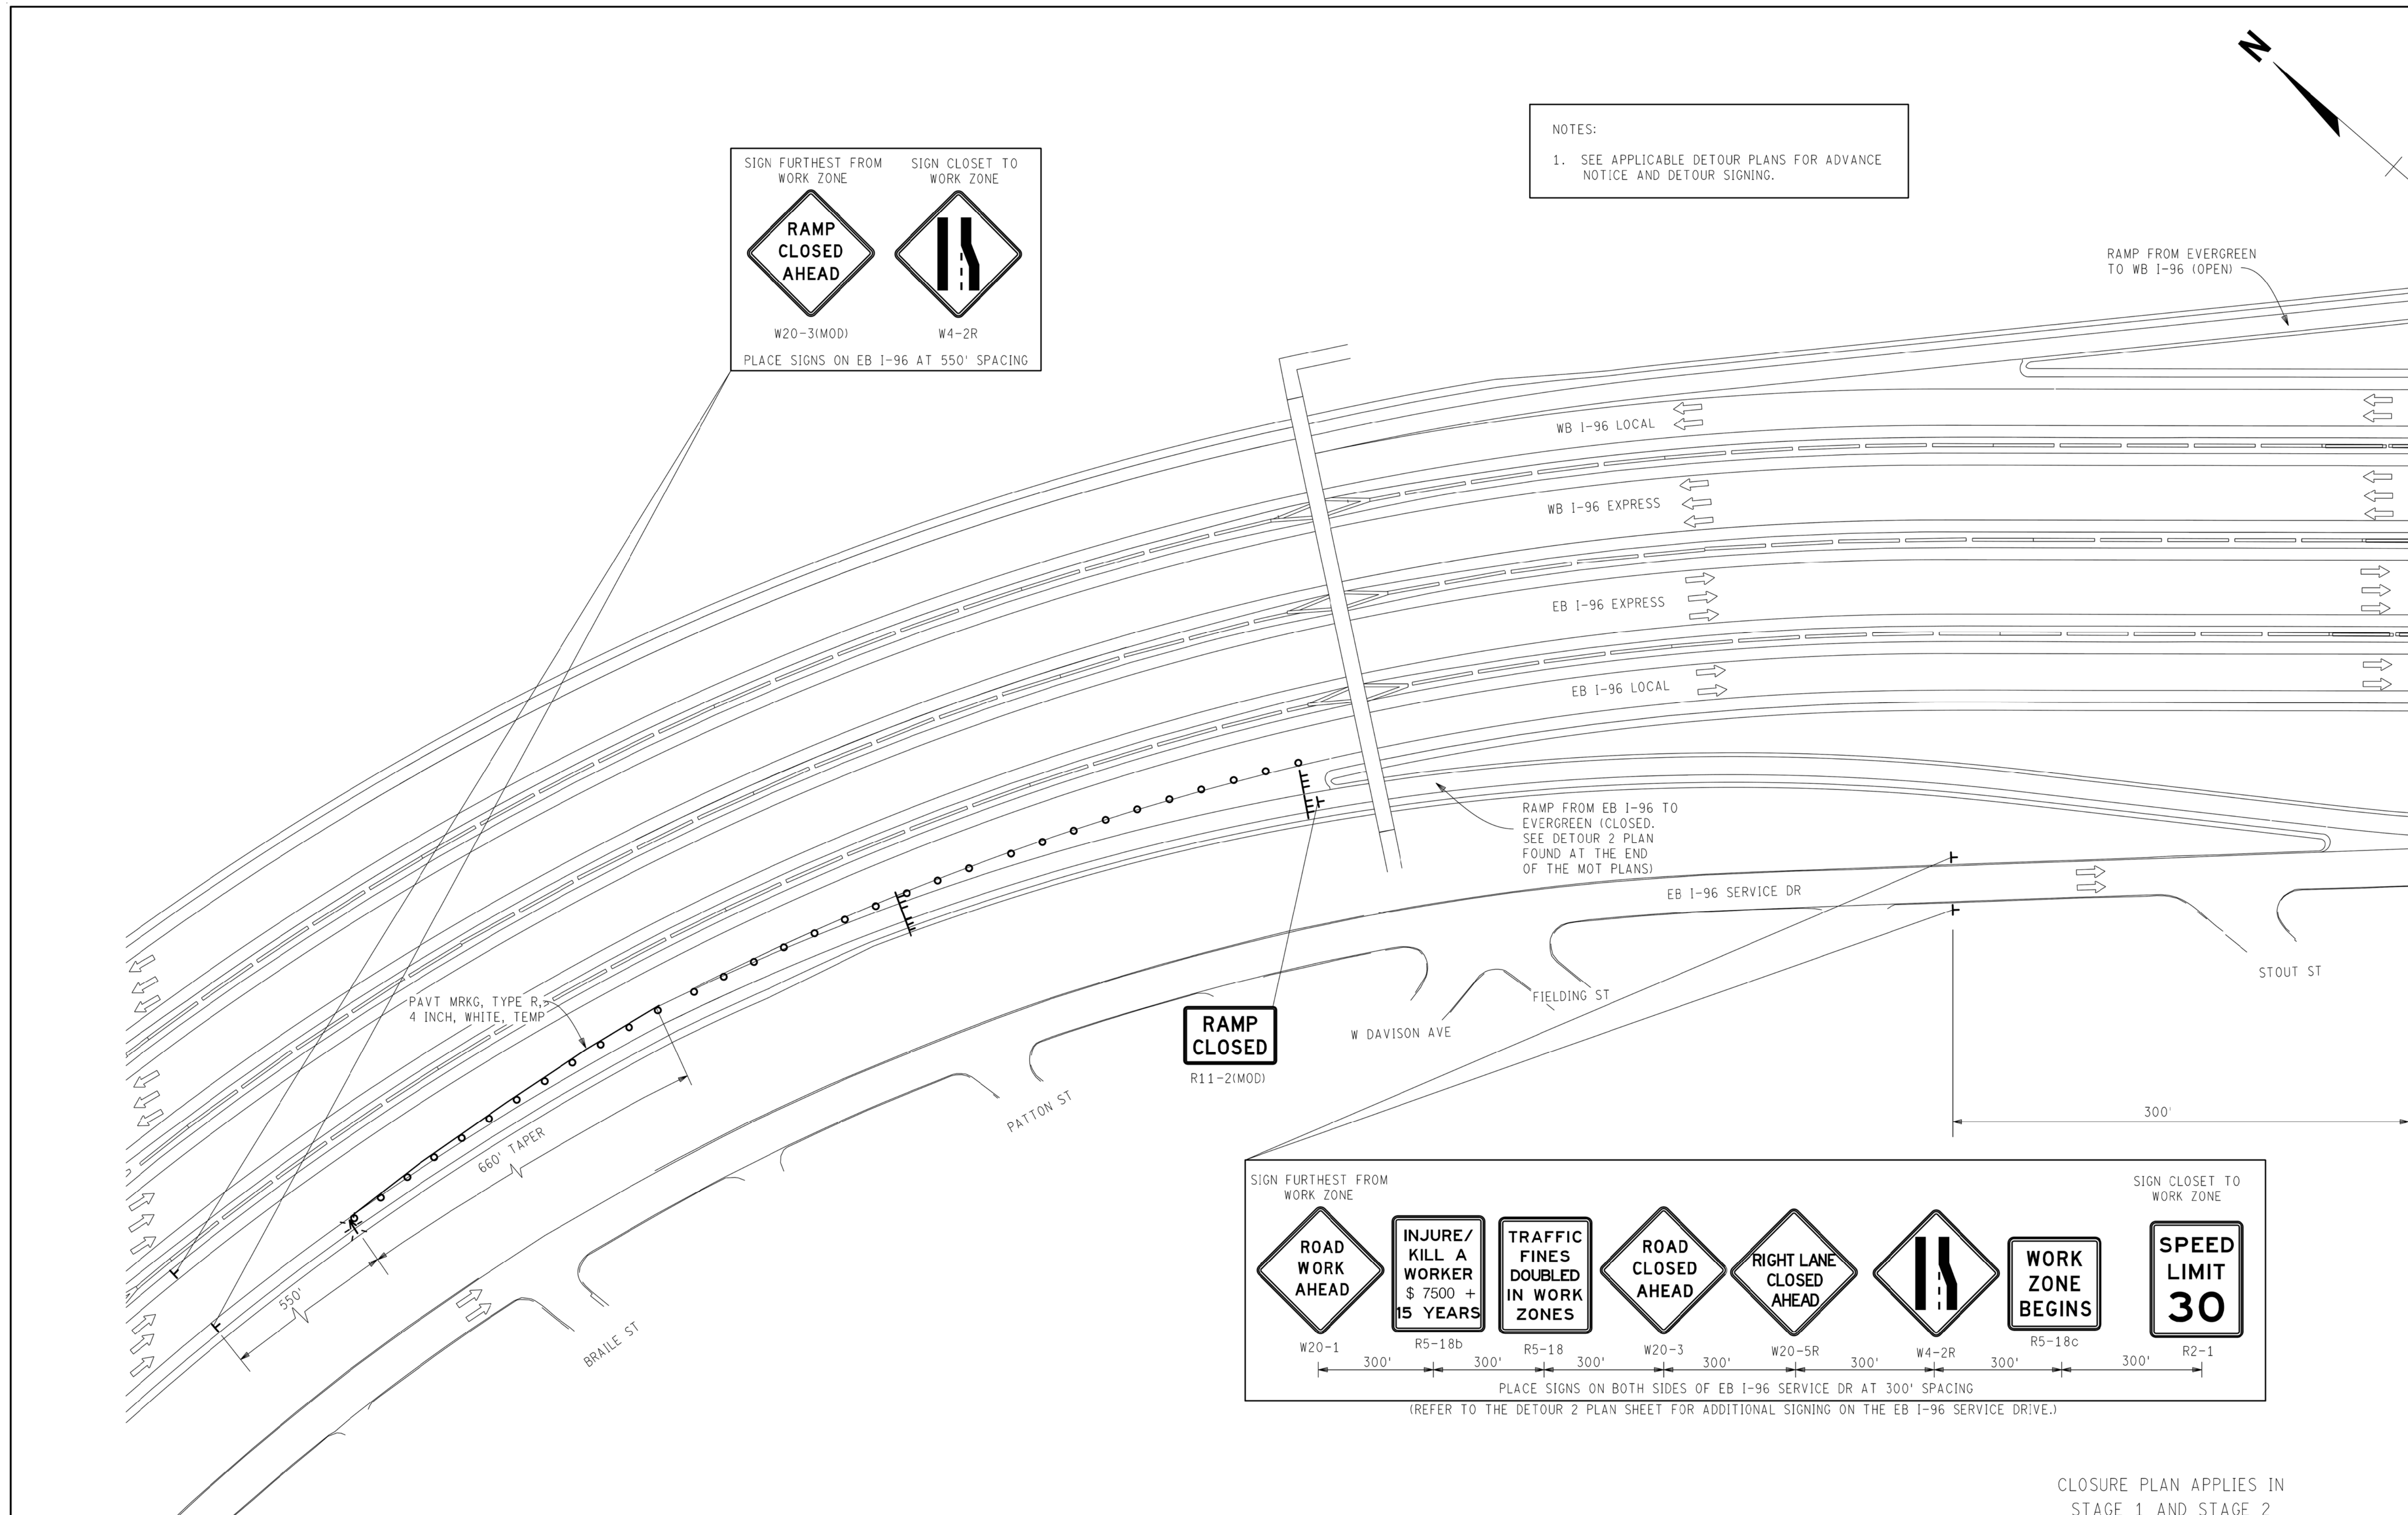 N
NOTES:
1. SEE APPLICABLE DETOUR PLANS FOR ADVANCE
NOTICE AND DETOUR SIGNING.
SIGN FURTHEST FROM
WORK ZONE
SIGN CLOSET TO
WORK ZONE
RAMP
CLOSED
AHEAD
W20-3(MOD)
W4-2R
PLACE SIGNS ON EB I-96 AT 550' SPACING
RAMP FROM EVERGREEN
TO WB I-96 (OPEN)
WB I-96 LOCAL
WB I-96 EXPRESS
EB I-96 EXPRESS
EB I-96 LOCAL
RAMP FROM EB I-96 TO
EVERGREEN (CLOSED.
SEE DETOUR 2 PLAN
FOUND AT THE END
OF THE MOT PLANS)
EB I-96 SERVICE DR
STOUT ST
FIELDING ST
W DAVISON AVE
PAVT MRKG, TYPE R,
4 INCH, WHITE, TEMP
RAMP
CLOSED
R11-2(MOD)
PATTON ST
660' TAPER
550'
BRAILE ST
300'
SIGN FURTHEST FROM
WORK ZONE
SIGN CLOSET TO
WORK ZONE
ROAD
WORK
AHEAD
W20-1
INJURE/
KILL A
WORKER
$ 7500 +
15 YEARS
R5-18b
TRAFFIC
FINES
DOUBLED
IN WORK
ZONES
R5-18
ROAD
CLOSED
AHEAD
W20-3
RIGHT LANE
CLOSED
AHEAD
W20-5R
W4-2R
WORK
ZONE
BEGINS
R5-18c
SPEED
LIMIT
30
R2-1
300' 300' 300' 300' 300' 300' 300'
PLACE SIGNS ON BOTH SIDES OF EB I-96 SERVICE DR AT 300' SPACING
(REFER TO THE DETOUR 2 PLAN SHEET FOR ADDITIONAL SIGNING ON THE EB I-96 SERVICE DRIVE.)
CLOSURE PLAN APPLIES IN
STAGE 1 AND STAGE 2